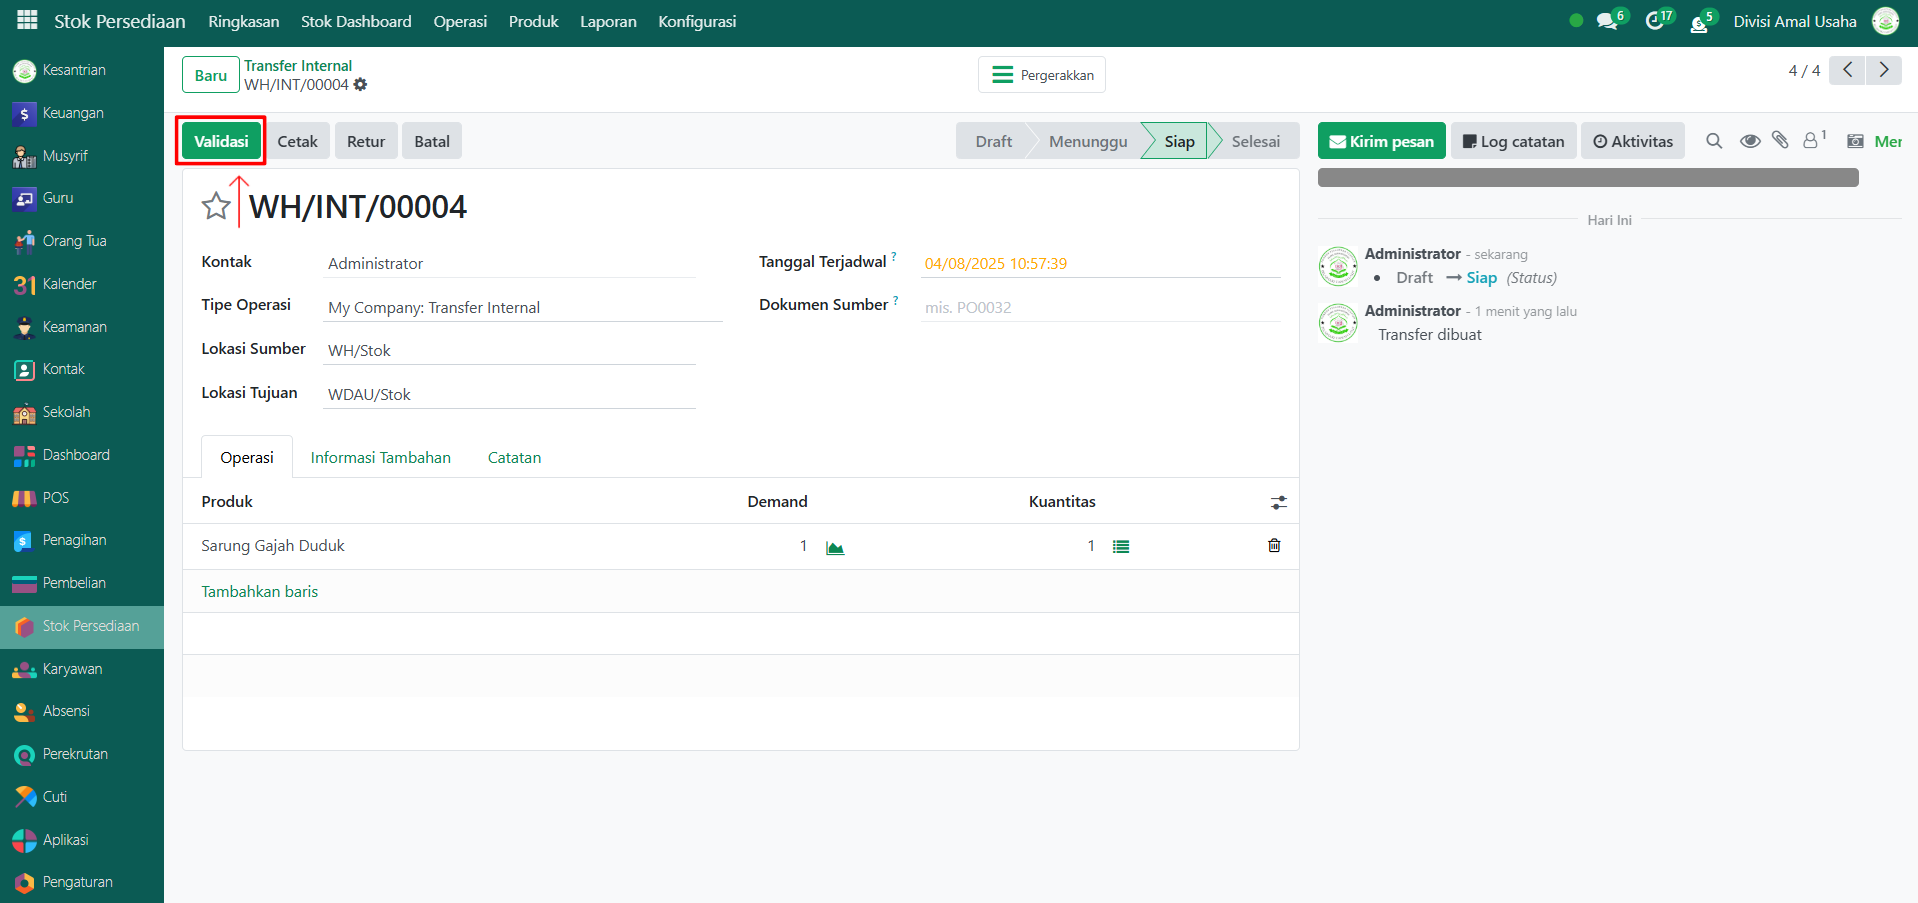 Stok Persediaan Ringkasan Stok Dashboard Operasi Produk Laporan Konfigurasi 6 17 5 Divisi Amal Usaha
Kesantrian
Keuangan
Musyrif
Guru
Orang Tua
31 Kalender
Keamanan
Kontak
Sekolah
Dashboard
POS
Penagihan
Pembelian
Stok Persediaan
Karyawan
Absensi
Perekrutan
Cuti
Aplikasi
Pengaturan
Baru
Transfer Internal
WH/INT/00004
Pergerakkan
4 / 4
Validasi Cetak Retur Batal
Draft Menunggu Siap Selesai
Kirim pesan Log catatan Aktivitas 1 Mer
WH/INT/00004
Kontak Administrator
Tipe Operasi My Company: Transfer Internal
Lokasi Sumber WH/Stok
Lokasi Tujuan WDAU/Stok
Tanggal Terjadwal ? 04/08/2025 10:57:39
Dokumen Sumber ? mis. PO0032
Operasi Informasi Tambahan Catatan
Produk Demand Kuantitas
Sarung Gajah Duduk 1 1
Tambahkan baris
Hari Ini
Administrator - sekarang
• Draft → Siap (Status)
Administrator - 1 menit yang lalu
Transfer dibuat